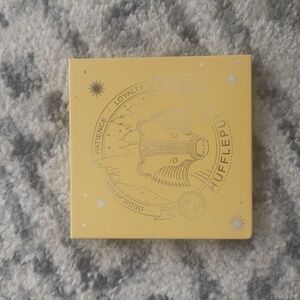 DEDICATION
PATIENCE
LOYALTY
HUFFLEPUFF